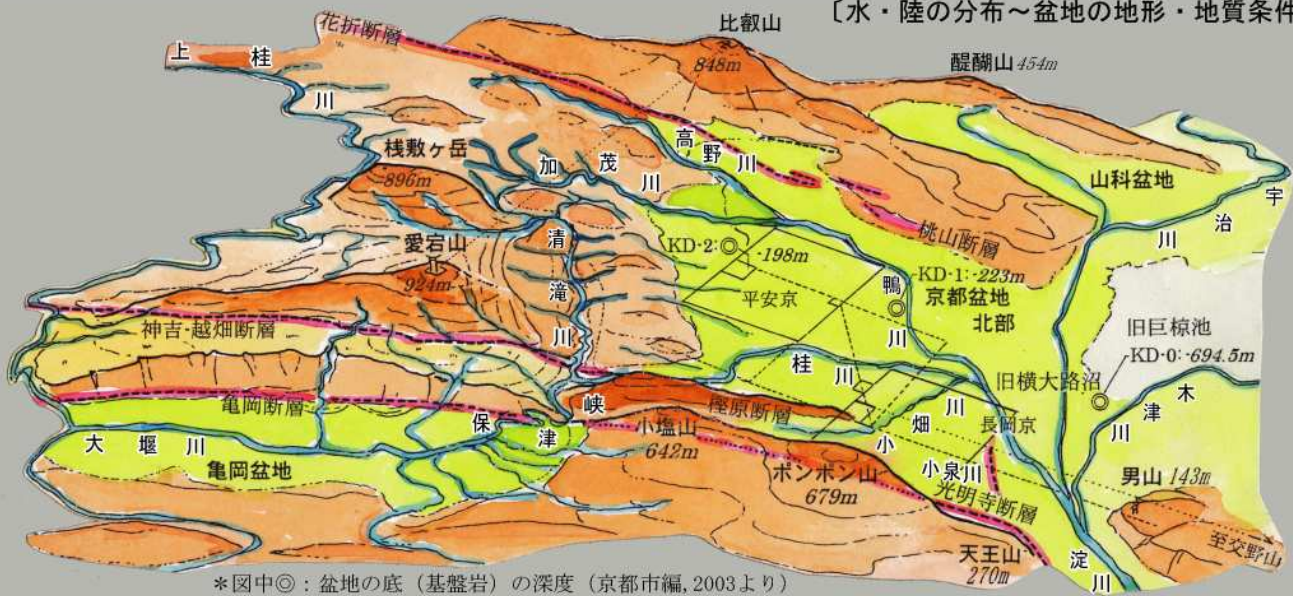 〔水・陸の分布～盆地の地形・地質条件
比叡山
848m
花折断層
醍醐山 454m
上桂川
桟敷ヶ岳
896m
加茂川
高野川
山科盆地
宇治川
愛宕山
924m
清滝川
KD-2:
-198m
桃山断層
KD-1: -223m
平安京
鴨川
京都盆地
北部
旧巨椋池
KD-0: -694.5m
神吉・越畑断層
桂川
旧横大路沼
木津川
亀岡断層
保津峡
樫原断層
小畑川
長岡京
大堰川
小塩山
642m
亀岡盆地
ポンポン山
679m
小泉川
光明寺断層
男山 143m
至交野山
天王山
270m
淀川
*図中◎:盆地の底（基盤岩）の深度（京都市編,2003より）